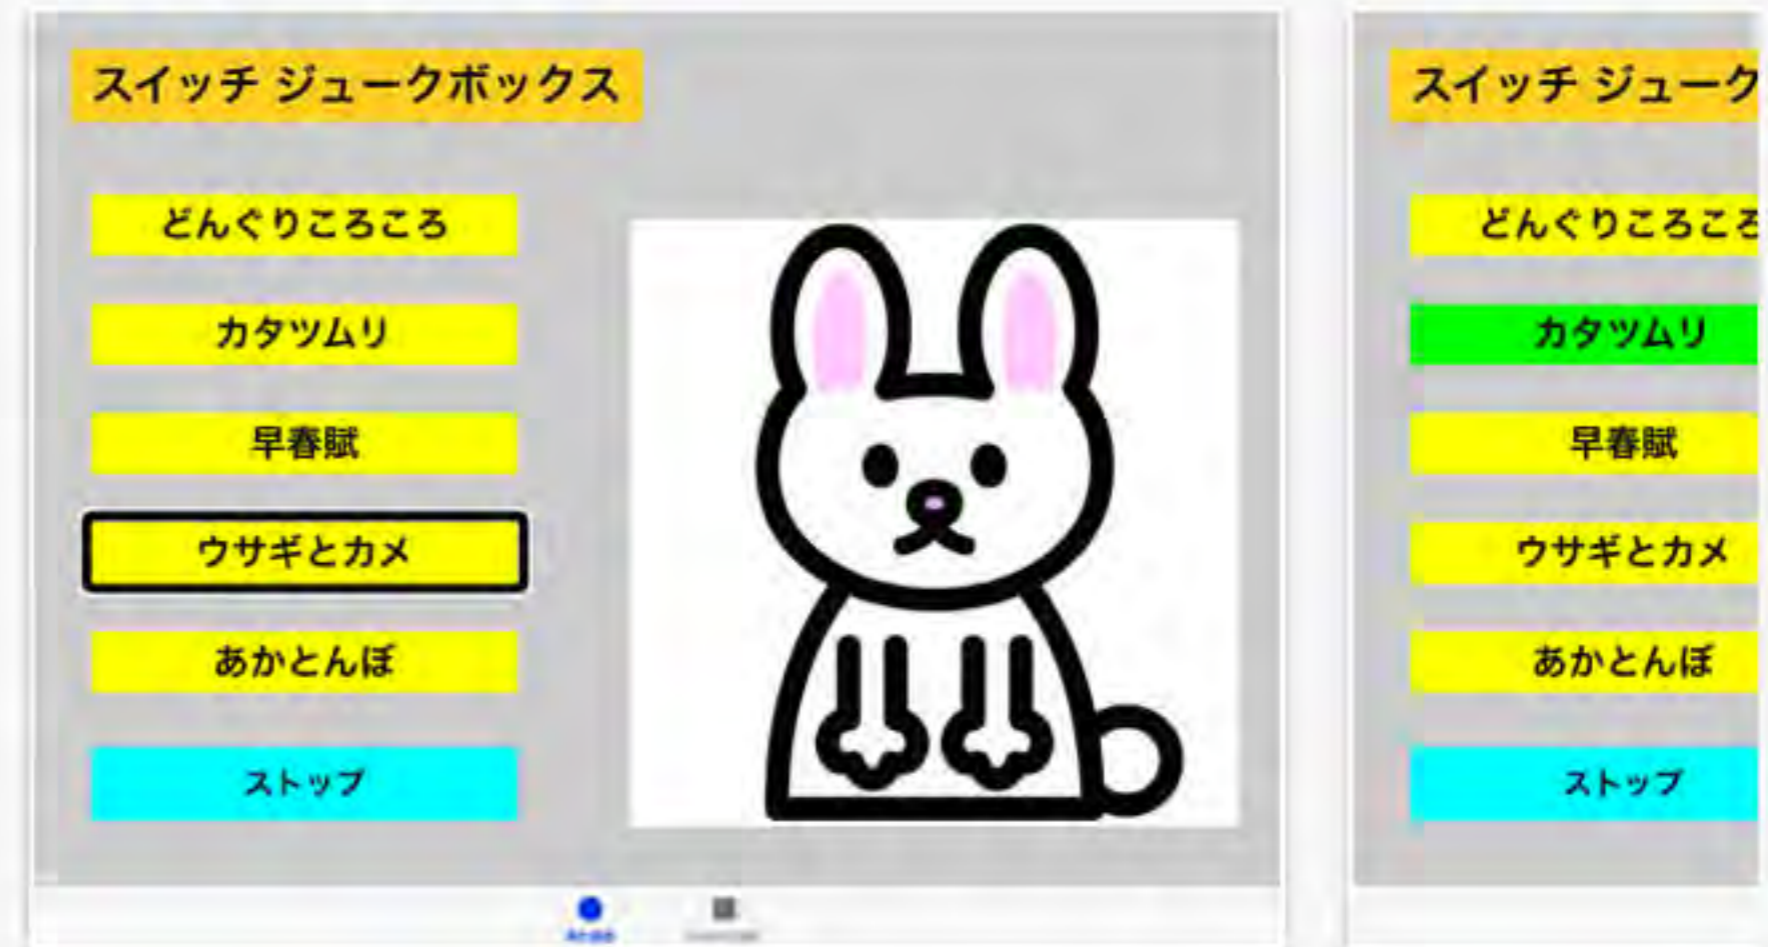 スイッチ ジュークボックス
どんぐりころころ
カタツムリ
早春賦
ウサギとカメ
あかとんぼ
ストップ
スイッチ ジューク
どんぐりころころ
カタツムリ
早春賦
ウサギとカメ
あかとんぼ
ストップ